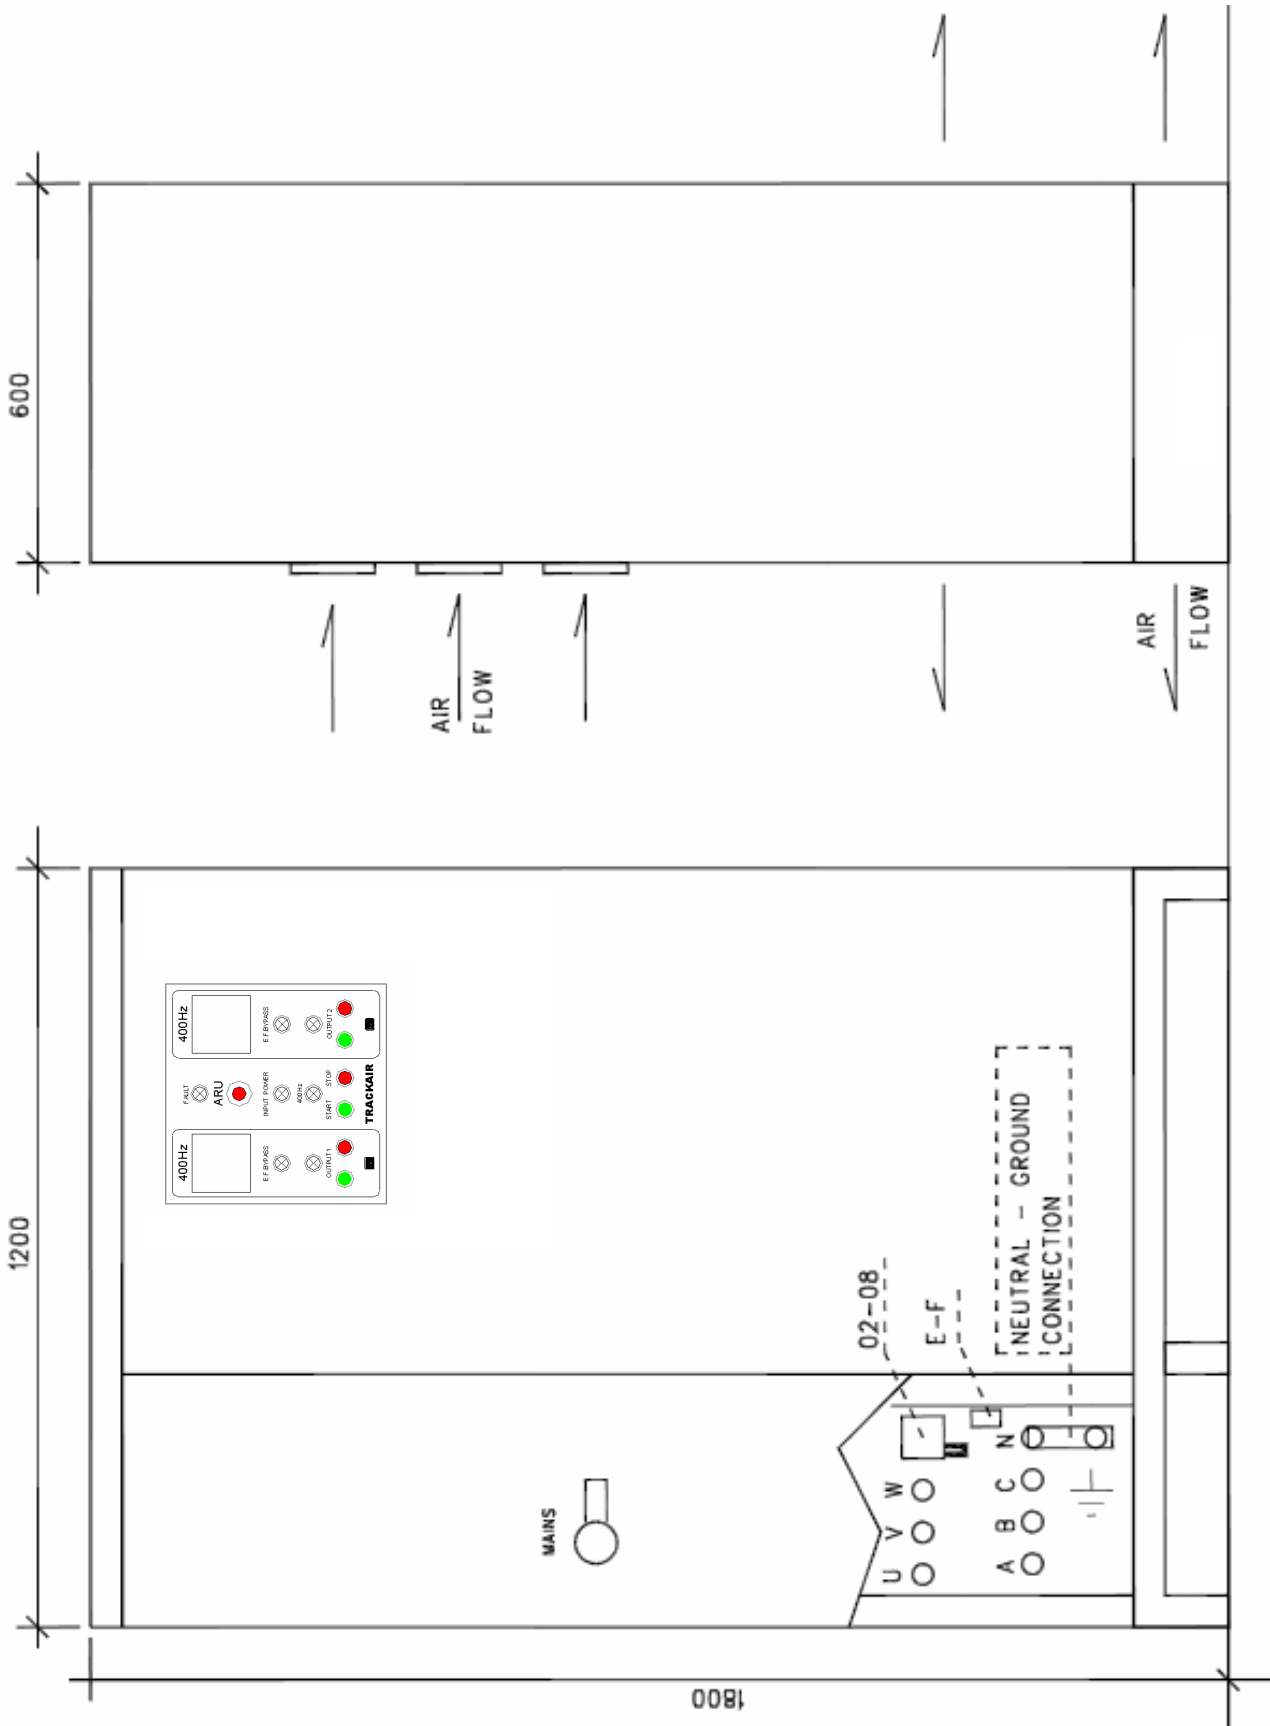 1200
600
400Hz
E.F.BYPASS
OUTPUT 1
FAULT
ARU
INPUT POWER
400Hz
START
STOP
TRACKAIR
400Hz
E.F.BYPASS
OUTPUT 2
AIR
FLOW
MAINS
U V W
02-08
E-F
A B C N
NEUTRAL - GROUND
CONNECTION
AIR
FLOW
1800